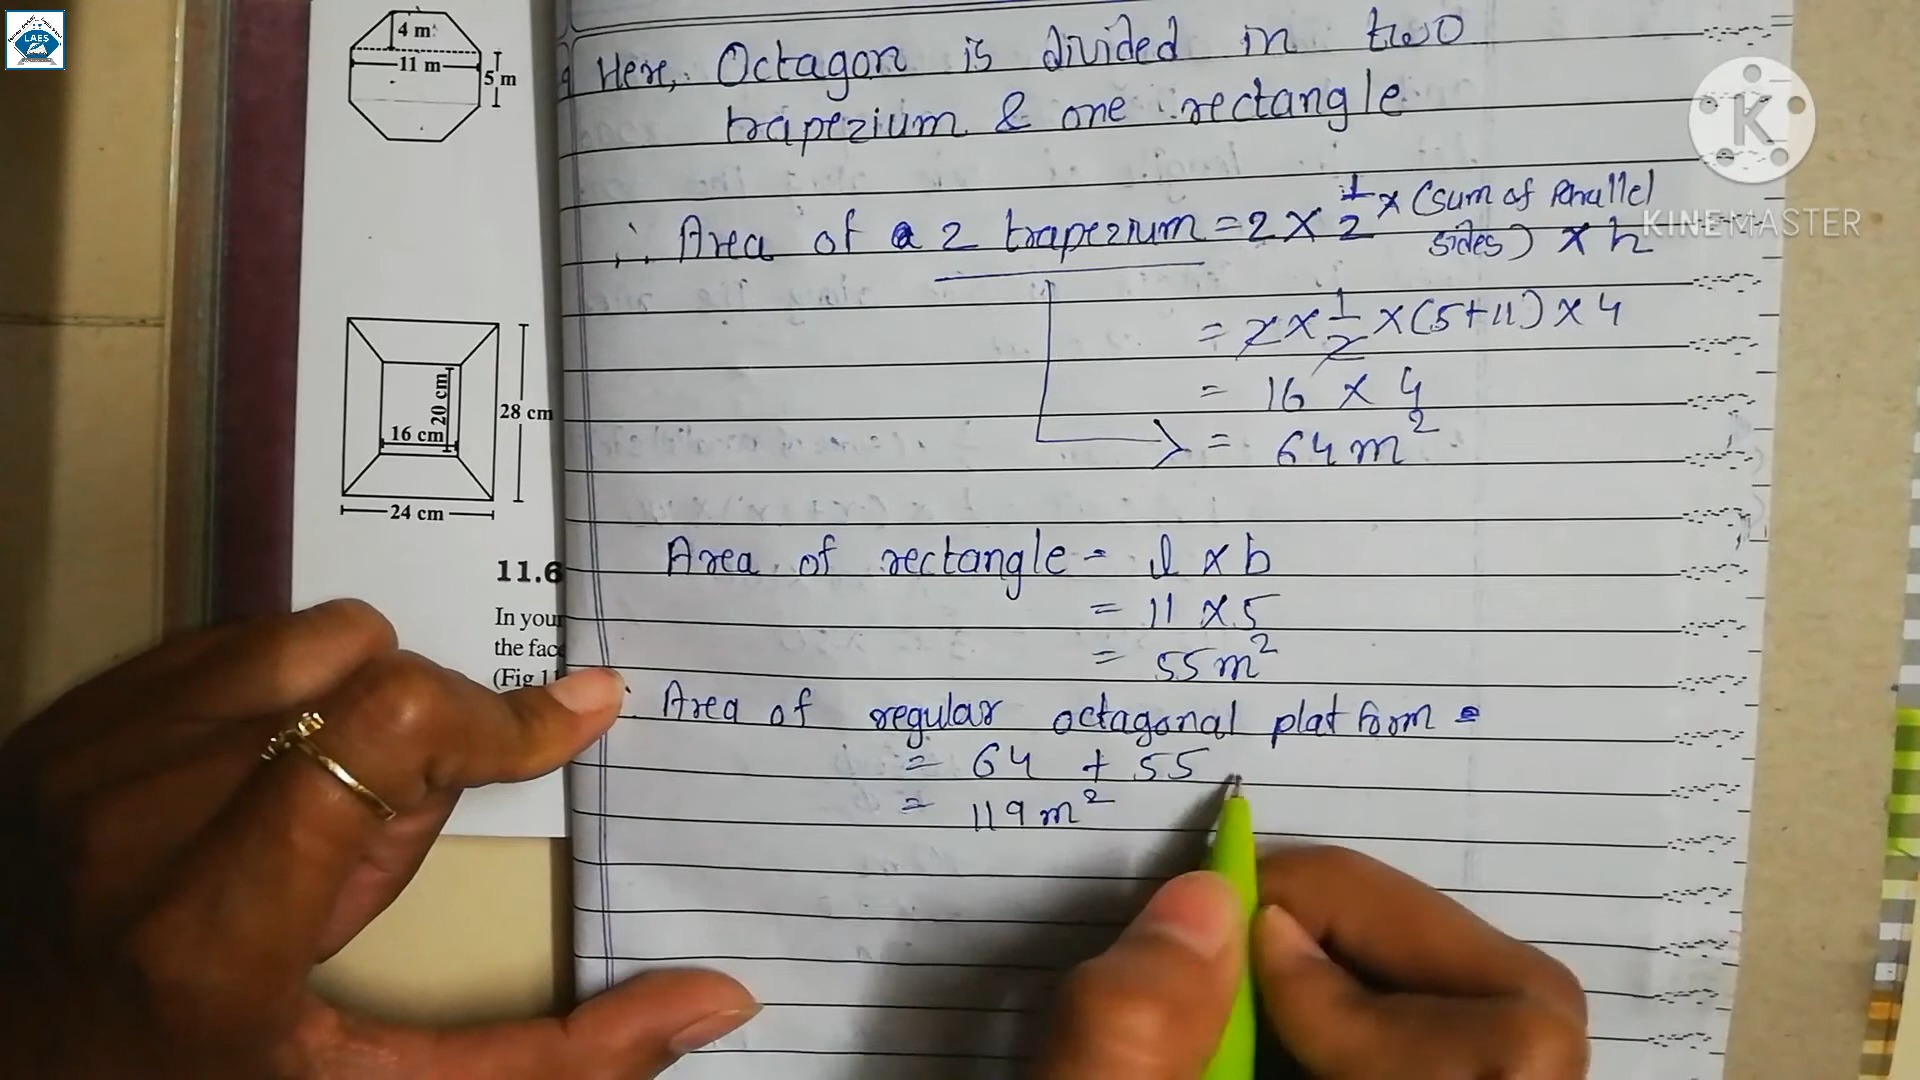 LAES
4 m
11 m
5 m
28 cm
20 cm
16 cm
24 cm
11.6
In your
the face
(Fig 11
Here, Octagon is divided in two
trapezium & one rectangle
∴ Area of a 2 trapezium = 2 × 1/2 × (sum of Parallel
sides) × h
= 2 × 1/2 × (5+11) × 4
= 16 × 4
= 64 m²
Area of rectangle = l × b
= 11 × 5
= 55 m²
∴ Area of regular octagonal platform =
= 64 + 55
= 119 m²
K
KINEMASTER